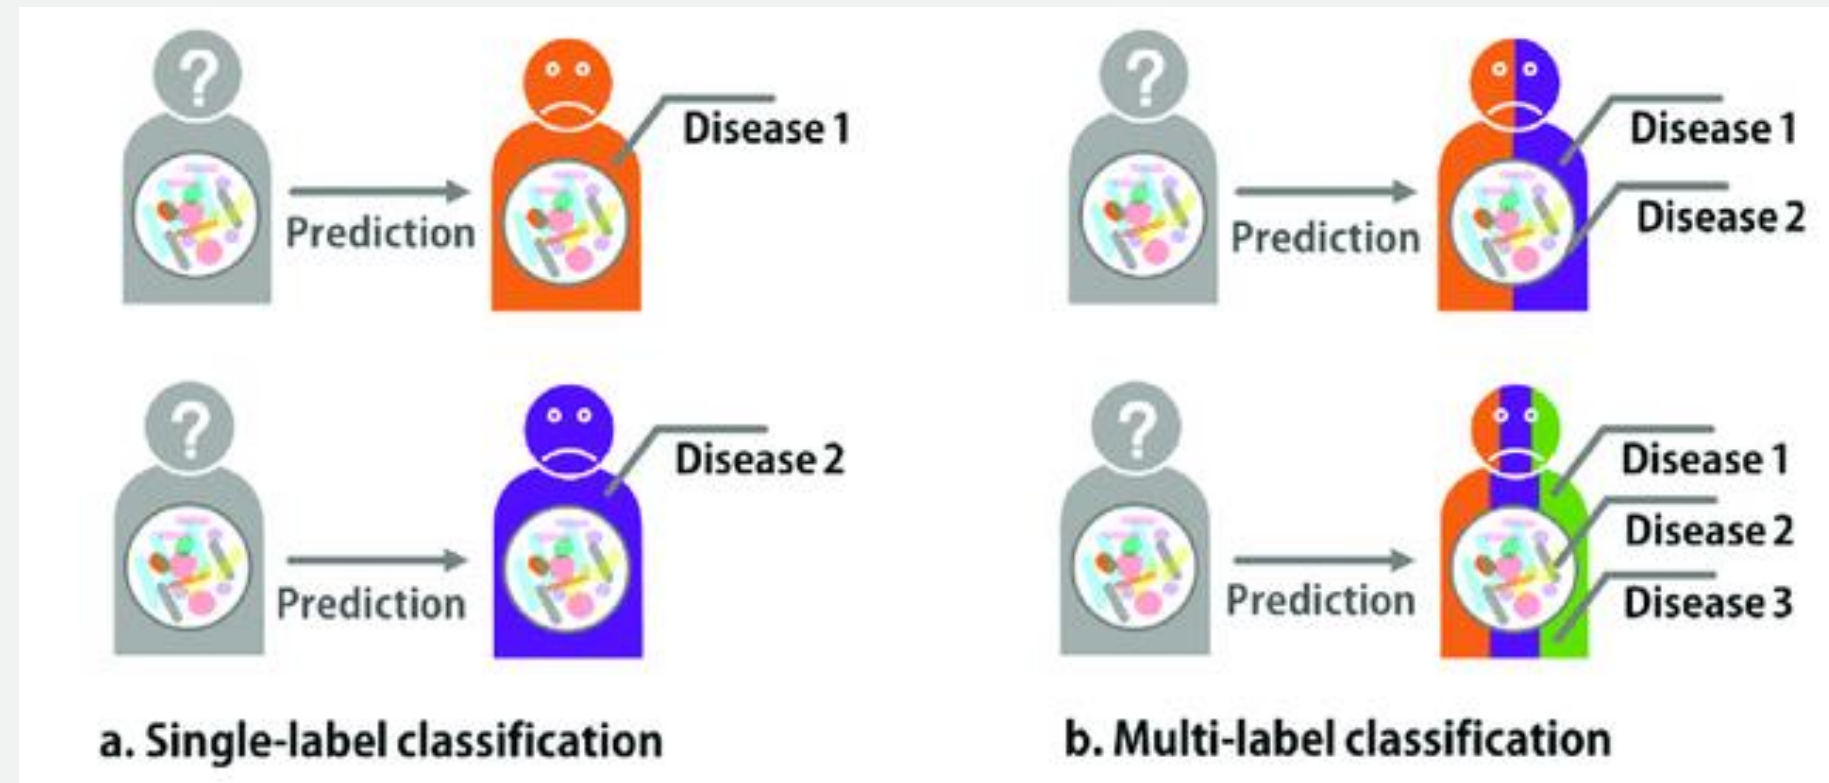 ?
Disease 1
Prediction
?
Disease 2
Prediction
a. Single-label classification
?
Disease 1
Disease 2
Prediction
?
Disease 1
Disease 2
Disease 3
Prediction
b. Multi-label classification